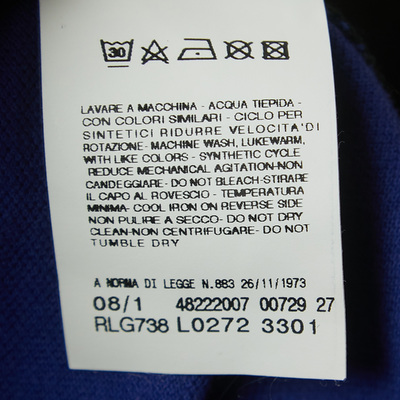 30
LAVARE A MACCHINA - ACQUA TIEPIDA -
CON COLORI SIMILARI - CICLO PER
SINTETICI RIDURRE VELOCITA'DI
ROTAZIONE- MACHINE WASH, LUKEWARM,
WITH LIKE COLORS - SYNTHETIC CYCLE
REDUCE MECHANICAL AGITATION-NON
CANDEGGIARE- DO NOT BLEACH-STIRARE
IL CAPO AL ROVESCIO - TEMPERATURA
MINIMA- COOL IRON ON REVERSE SIDE
NON PULIRE A SECCO- DO NOT DRY
CLEAN-NON CENTRIFUGARE- DO NOT
TUMBLE DRY
A NORMA DI LEGGE N.883 26/11/1973
08/1 48222007 00729 27
RLG738 L0272 3301